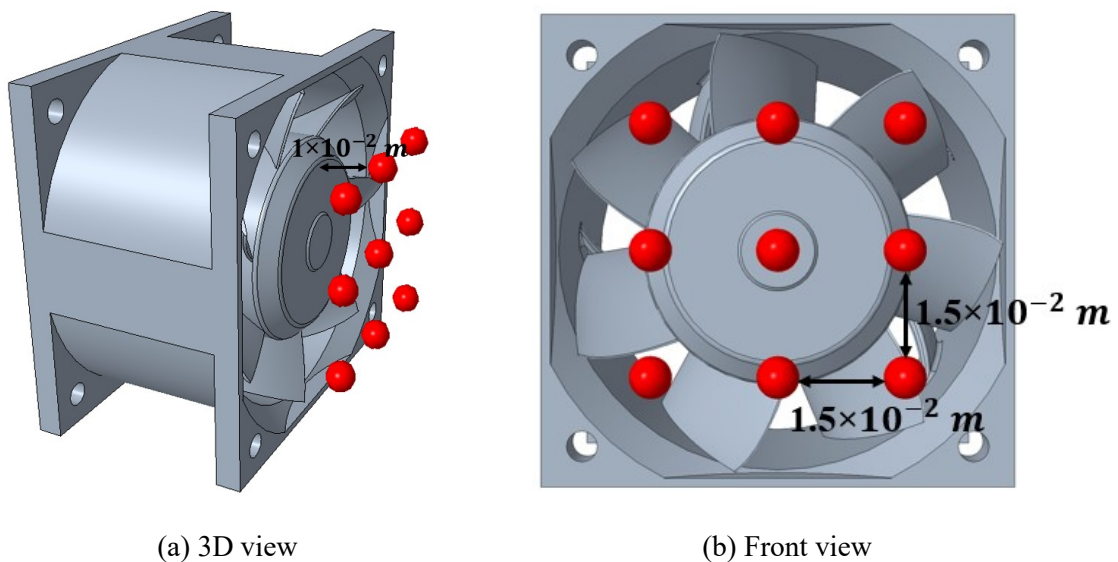 1×10⁻² m
1.5×10⁻² m
1.5×10⁻² m
(a) 3D view
(b) Front view